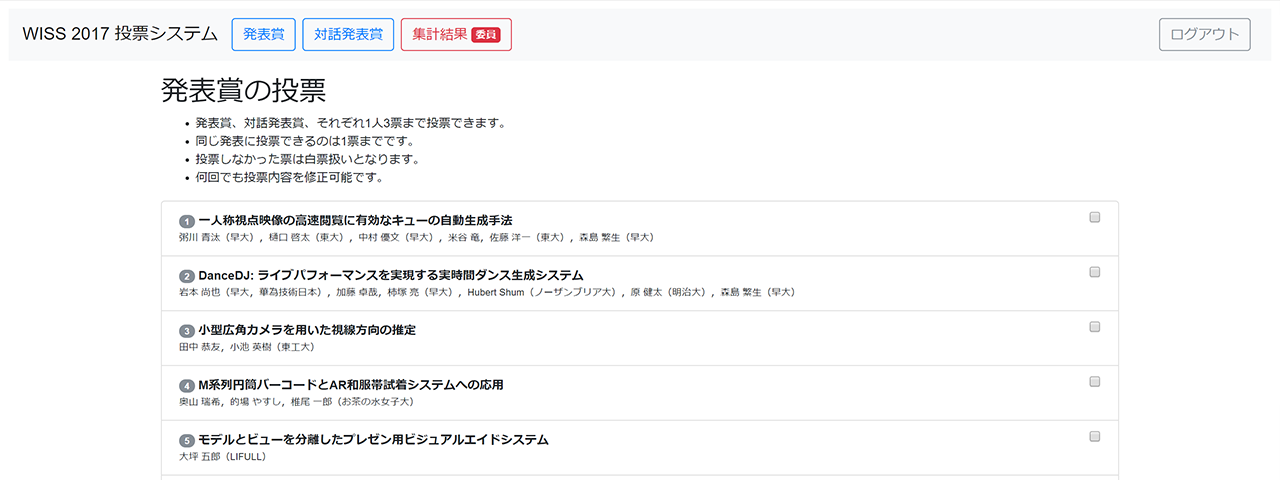 WISS 2017 投票システム 発表賞 対話発表賞 集計結果 委員 ログアウト
発表賞の投票
• 発表賞、対話発表賞、それぞれ1人3票まで投票できます。
• 同じ発表に投票できるのは1票までです。
• 投票しなかった票は白票扱いとなります。
• 何回でも投票内容を修正可能です。
1 一人称視点映像の高速閲覧に有効なキューの自動生成手法
粥川 青汰（早大），樋口 啓太（東大），中村 優文（早大），米谷 竜，佐藤 洋一（東大），森島 繁生（早大）
2 DanceDJ: ライブパフォーマンスを実現する実時間ダンス生成システム
岩本 尚也（早大，華為技術日本），加藤 卓哉，柿塚 亮（早大），Hubert Shum（ノーザンブリア大），原 健太（明治大），森島 繁生（早大）
3 小型広角カメラを用いた視線方向の推定
田中 恭友，小池 英樹（東工大）
4 M系列円筒バーコードとAR和服帯試着システムへの応用
奥山 瑞希，的場 やすし，椎尾 一郎（お茶の水女子大）
5 モデルとビューを分離したプレゼン用ビジュアルエイドシステム
大坪 五郎（LIFULL）